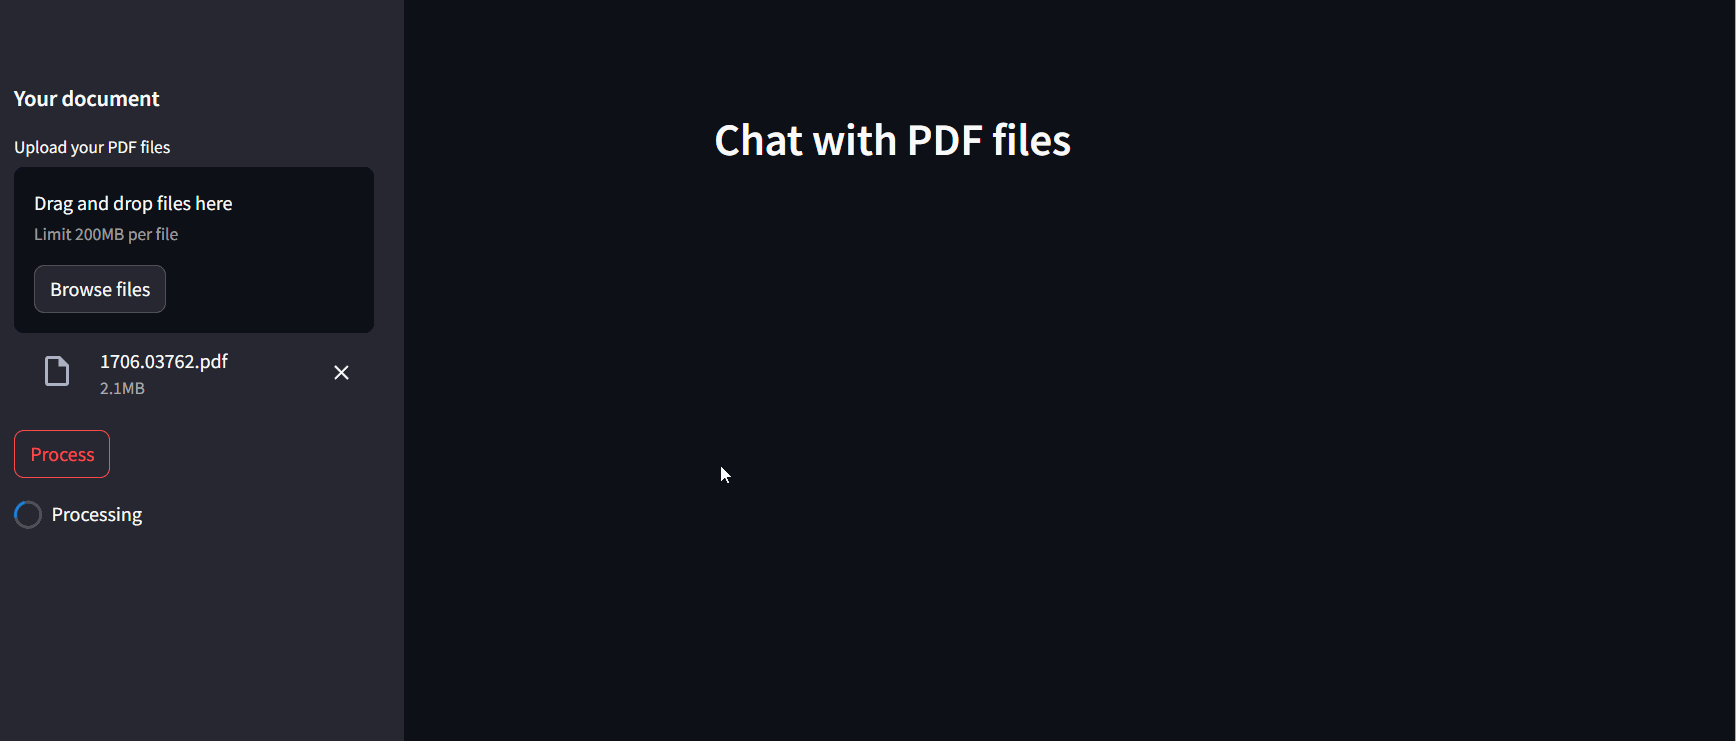 Your document
Upload your PDF files
Drag and drop files here
Limit 200MB per file
Browse files
1706.03762.pdf
2.1MB
Process
Processing
Chat with PDF files